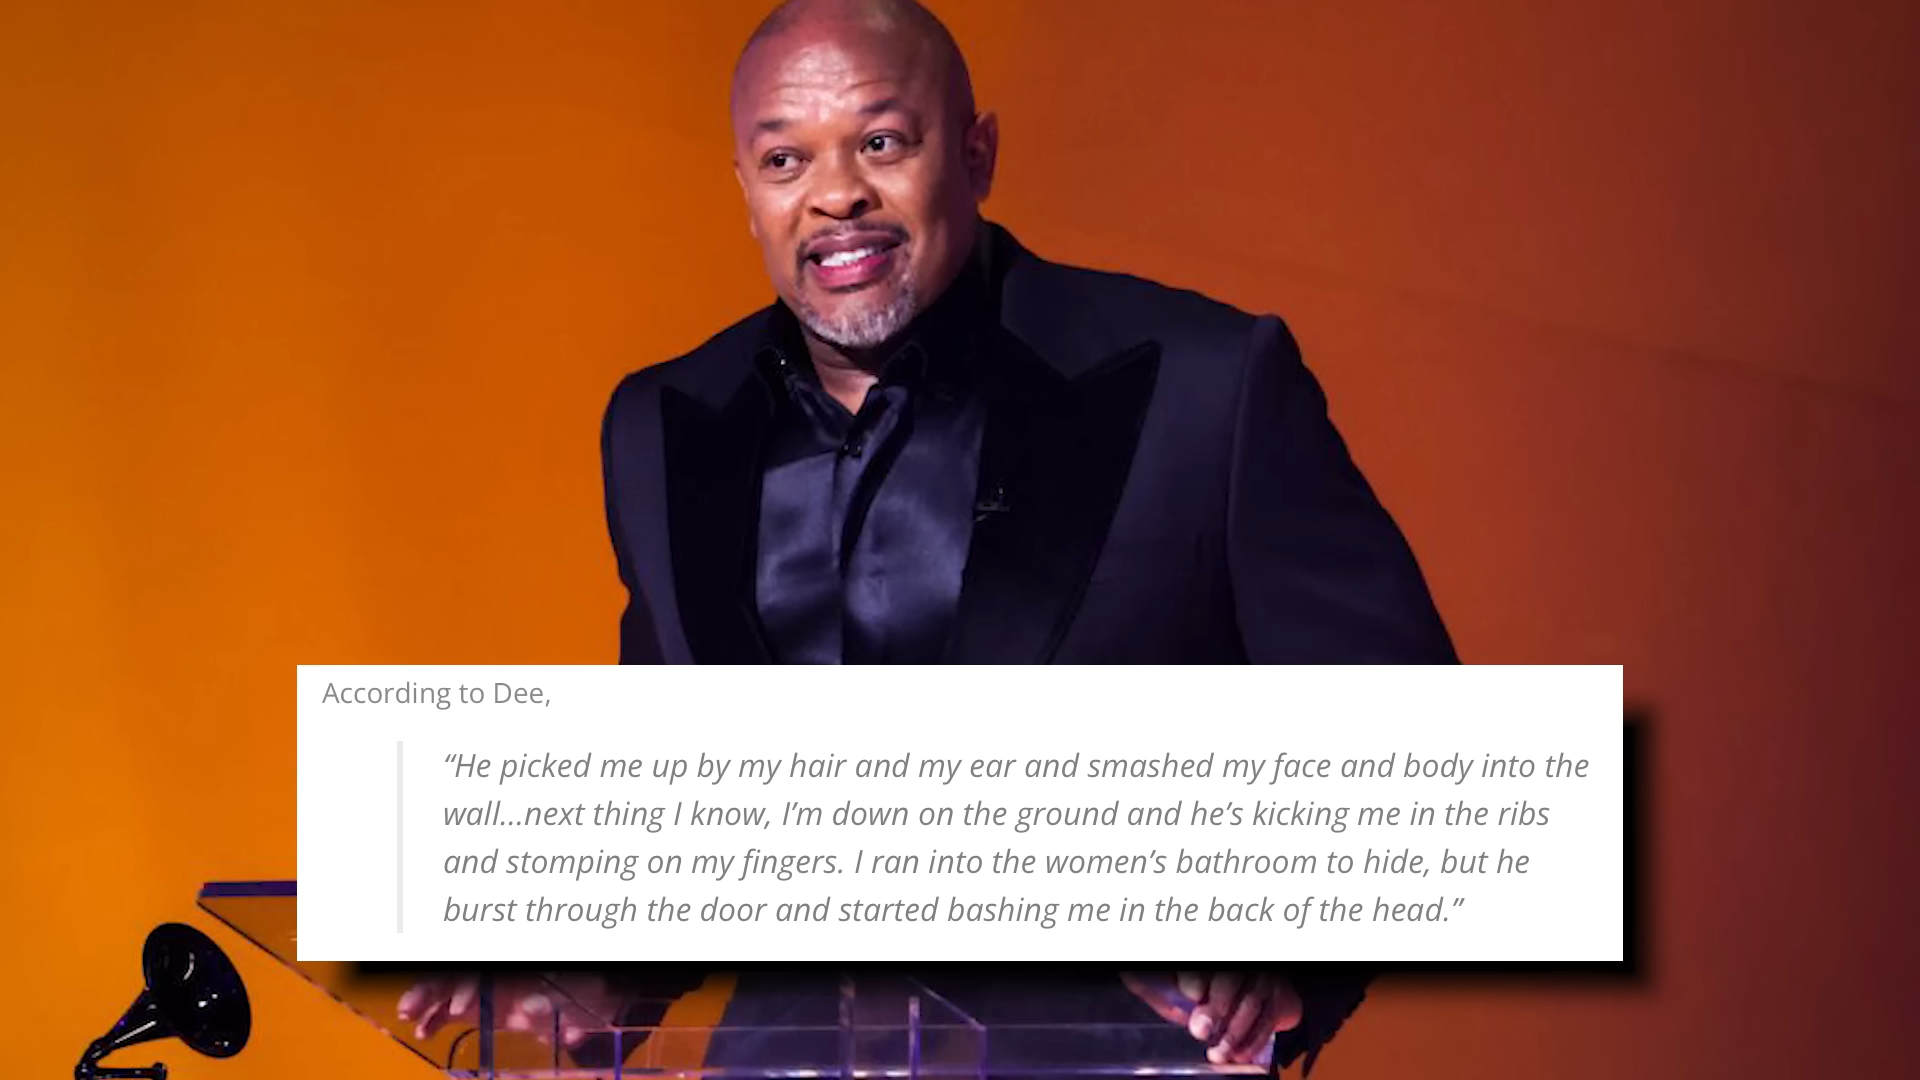 According to Dee,
“He picked me up by my hair and my ear and smashed my face and body into the
wall…next thing I know, I’m down on the ground and he’s kicking me in the ribs
and stomping on my fingers. I ran into the women’s bathroom to hide, but he
burst through the door and started bashing me in the back of the head.”